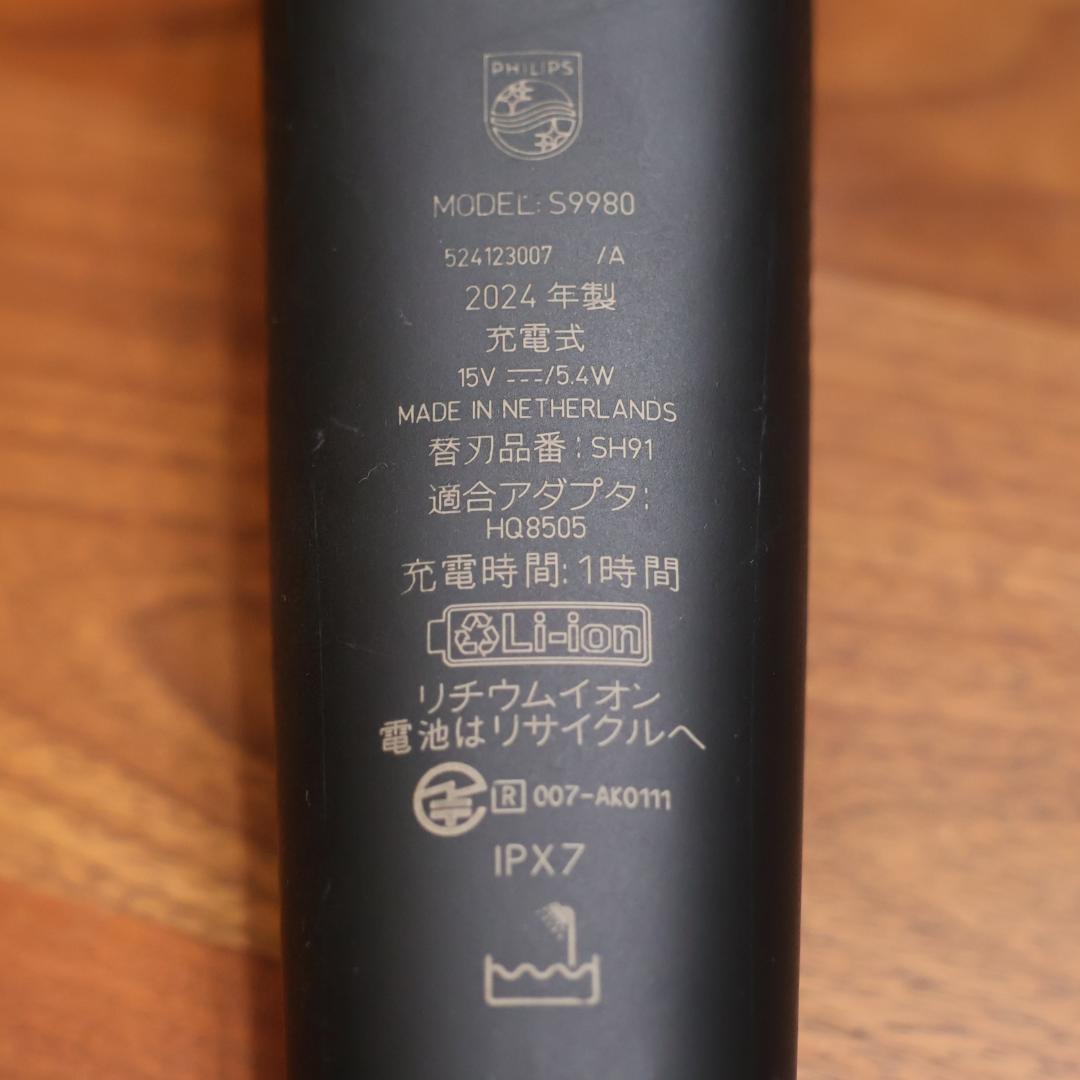 PHILIPS
MODEL: S9980
524123007 /A
2024 年製
充電式
15V ⎓/5.4W
MADE IN NETHERLANDS
替刃品番: SH91
適合アダプタ:
HQ8505
充電時間: 1時間
Li-ion
リチウムイオン
電池はリサイクルへ
R 007-AK0111
IPX7